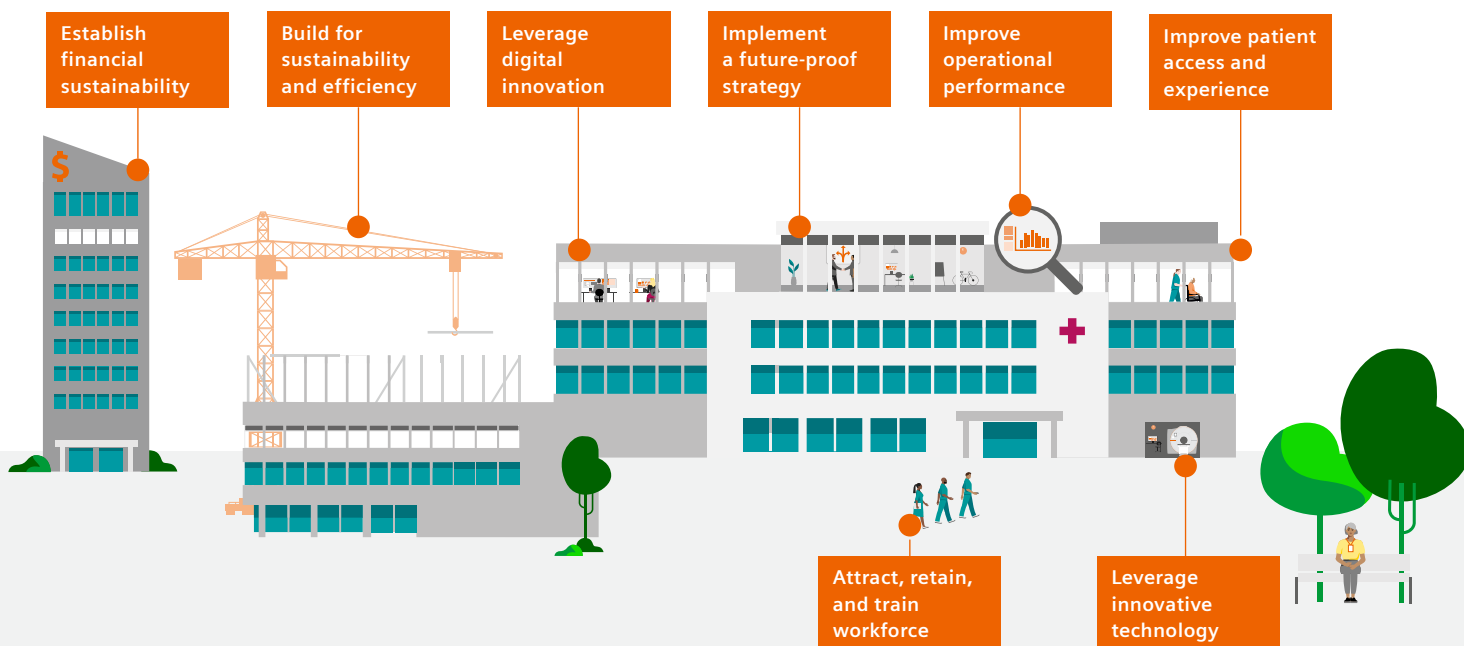 Establish
financial
sustainability
Build for
sustainability
and efficiency
Leverage
digital
innovation
Implement
a future-proof
strategy
Improve
operational
performance
Improve patient
access and
experience
$
Attract, retain,
and train
workforce
Leverage
innovative
technology